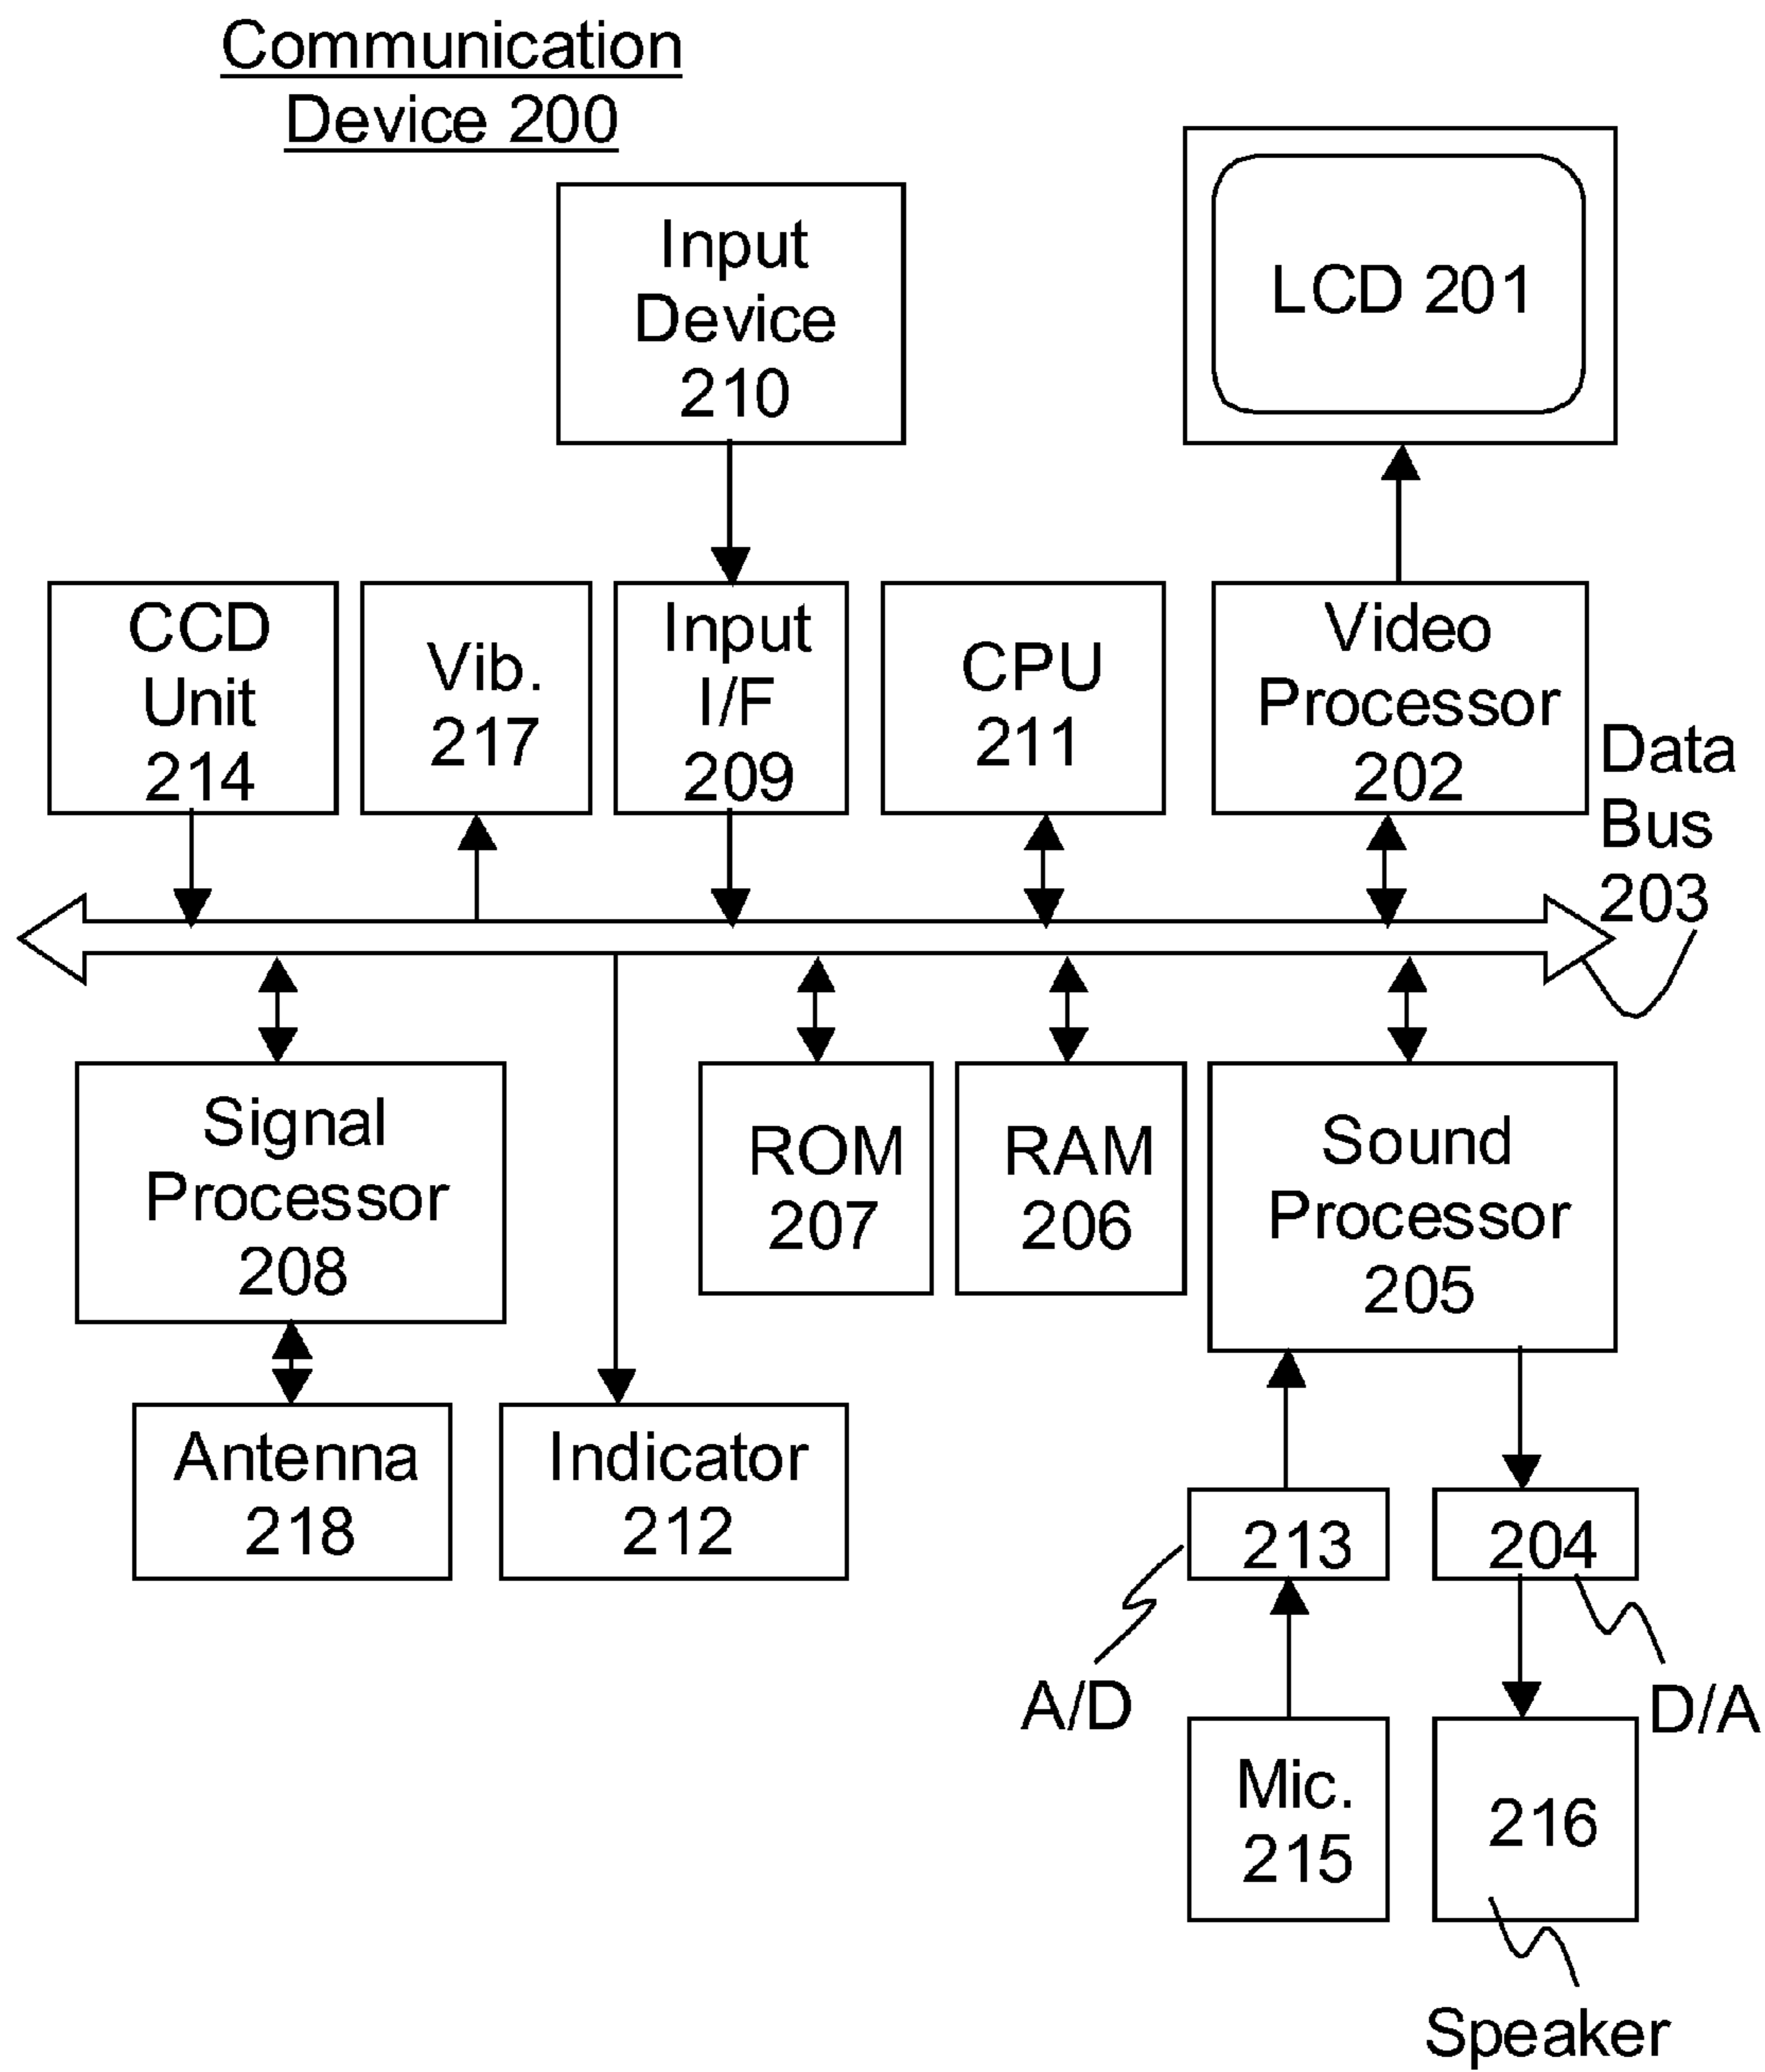 Communication
Device 200
Input
Device
210
LCD 201
CCD
Unit
214
Vib.
217
Input
I/F
209
CPU
211
Video
Processor
202
Data
Bus
203
Signal
Processor
208
ROM
207
RAM
206
Sound
Processor
205
Antenna
218
Indicator
212
213
204
A/D
D/A
Mic.
215
216
Speaker